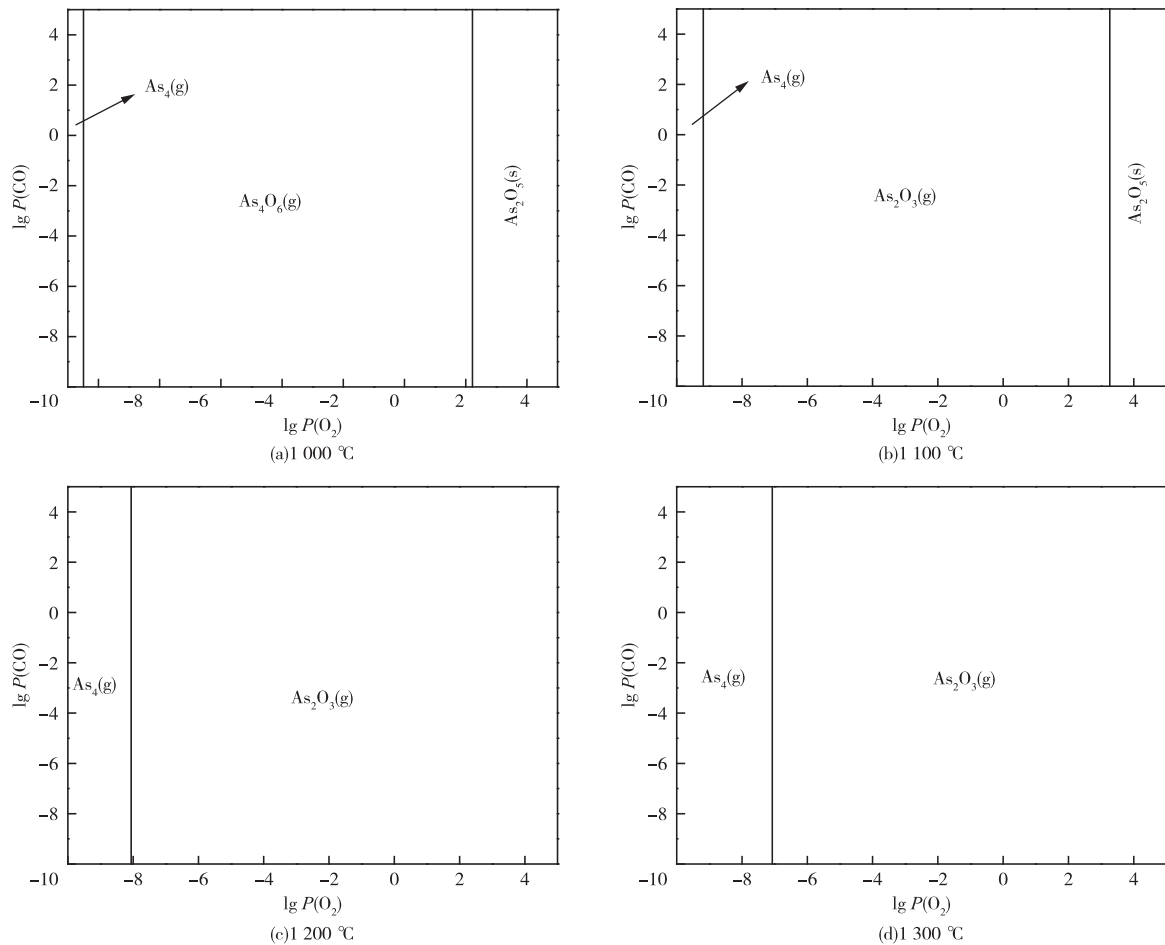 4
2
0
−2
−4
−6
−8
−10
lg P(CO)
As₄(g)
As₄O₆(g)
As₂O₅(s)
−8 −6 −4 −2 0 2 4
lg P(O₂)
(a)1 000 ℃
4
2
0
−2
−4
−6
−8
−10
lg P(CO)
As₄(g)
As₂O₃(g)
As₂O₅(s)
−8 −6 −4 −2 0 2 4
lg P(O₂)
(b)1 100 ℃
4
2
0
−2
−4
−6
−8
−10
lg P(CO)
As₄(g)
As₂O₃(g)
−8 −6 −4 −2 0 2 4
lg P(O₂)
(c)1 200 ℃
4
2
0
−2
−4
−6
−8
−10
lg P(CO)
As₄(g)
As₂O₃(g)
−8 −6 −4 −2 0 2 4
lg P(O₂)
(d)1 300 ℃